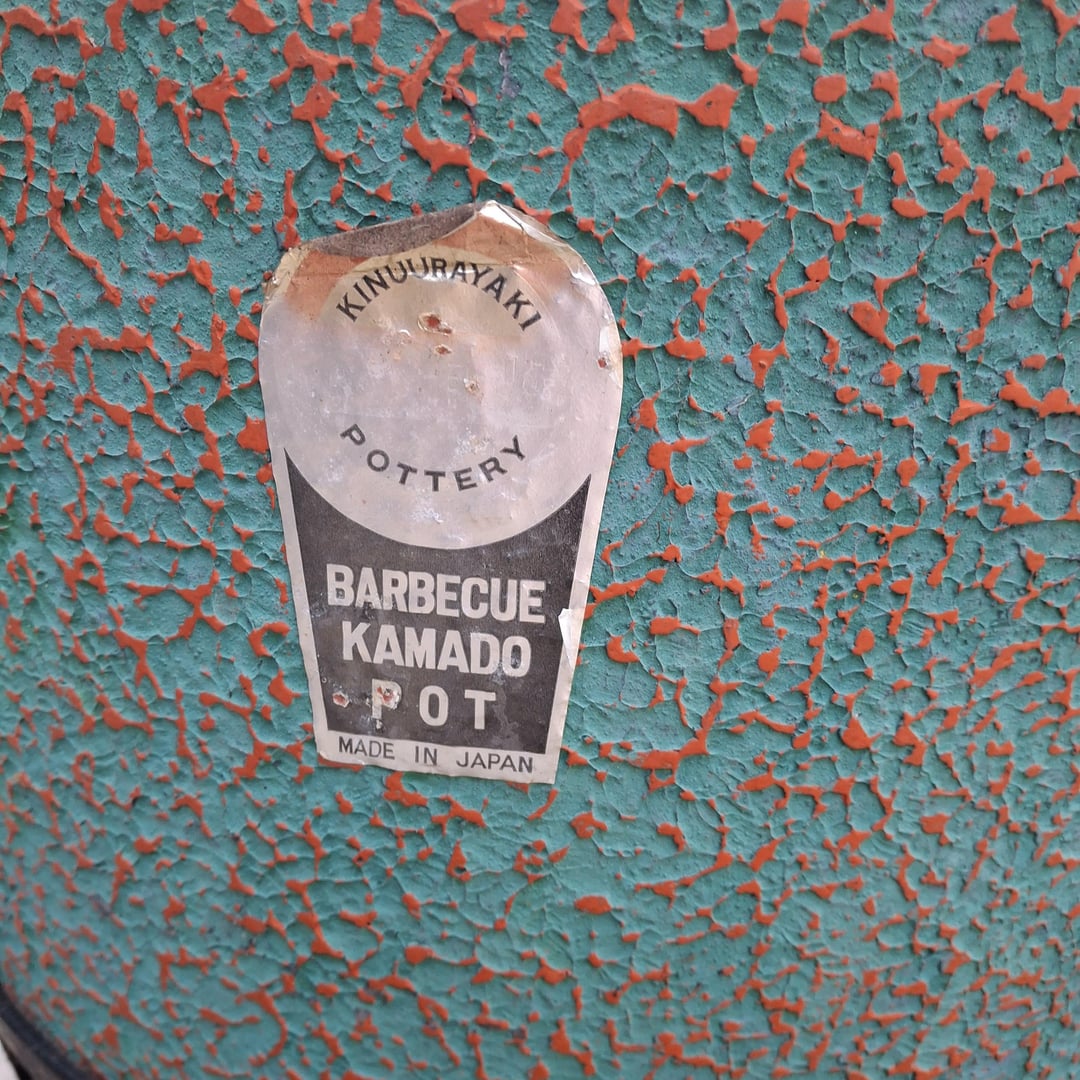 KINUURAYAKI
POTTERY
BARBECUE
KAMADO
POT
MADE IN JAPAN